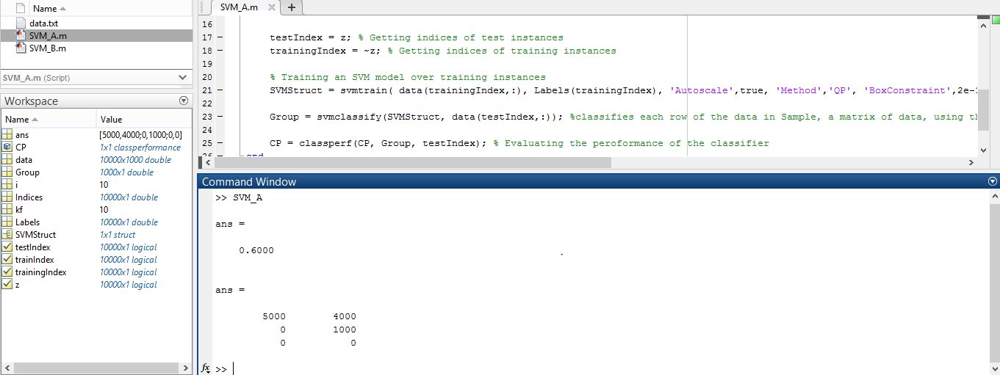 Name
data.txt
SVM_A.m
SVM_B.m
SVM_A.m (Script)
Workspace
Name Value
ans [5000,4000;0,1000;0,0]
CP 1x1 classperformance
data 10000x1000 double
Group 1000x1 double
i 10
Indices 10000x1 double
kf 10
Labels 10000x1 double
SVMStruct 1x1 struct
testIndex 10000x1 logical
trainIndex 10000x1 logical
trainingIndex 10000x1 logical
z 10000x1 logical
SVM_A.m
16
17 testIndex = z; % Getting indices of test instances
18 trainingIndex = ~z; % Getting indices of training instances
19
20 % Training an SVM model over training instances
21 SVMStruct = svmtrain( data(trainingIndex,:), Labels(trainingIndex), 'Autoscale',true, 'Method','QP', 'BoxConstraint',2e-1
22
23 Group = svmclassify(SVMStruct, data(testIndex,:)); %classifies each row of the data in Sample, a matrix of data, using th
24
25 CP = classperf(CP, Group, testIndex); % Evaluating the peroformance of the classifier
26 end
Command Window
>> SVM_A
ans =
0.6000
ans =
5000 4000
0 1000
0 0
fx >>